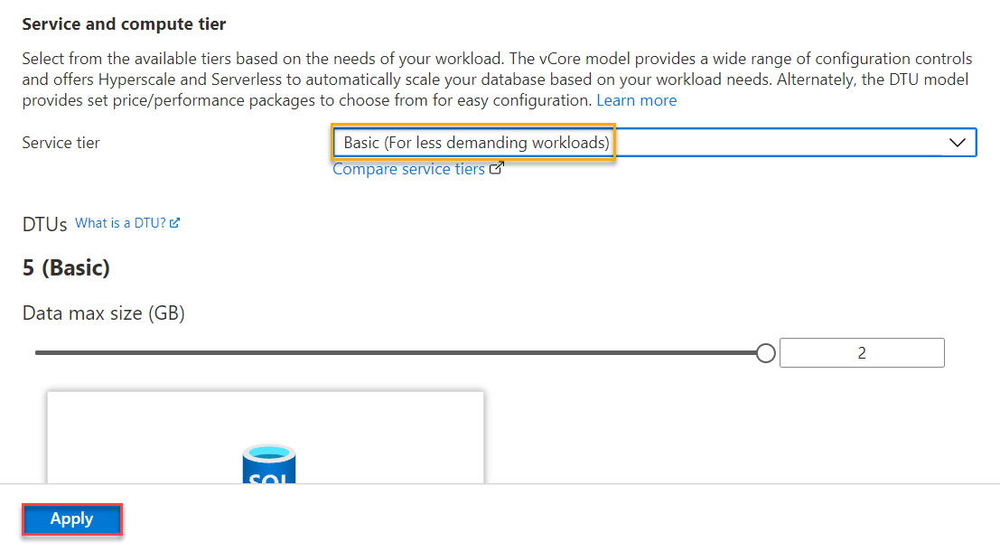 Service and compute tier
Select from the available tiers based on the needs of your workload. The vCore model provides a wide range of configuration controls
and offers Hyperscale and Serverless to automatically scale your database based on your workload needs. Alternately, the DTU model
provides set price/performance packages to choose from for easy configuration. Learn more
Service tier
Basic (For less demanding workloads)
Compare service tiers
DTUs What is a DTU?
5 (Basic)
Data max size (GB)
2
SQL
Apply